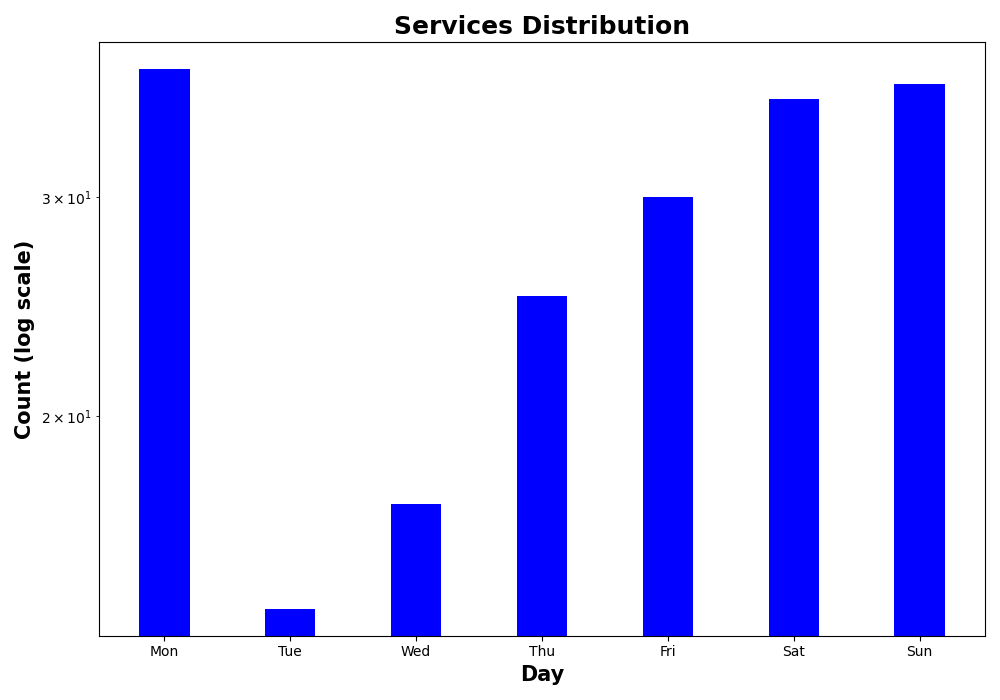 Services Distribution
Count (log scale)
3 × 10¹
2 × 10¹
Mon Tue Wed Thu Fri Sat Sun
Day